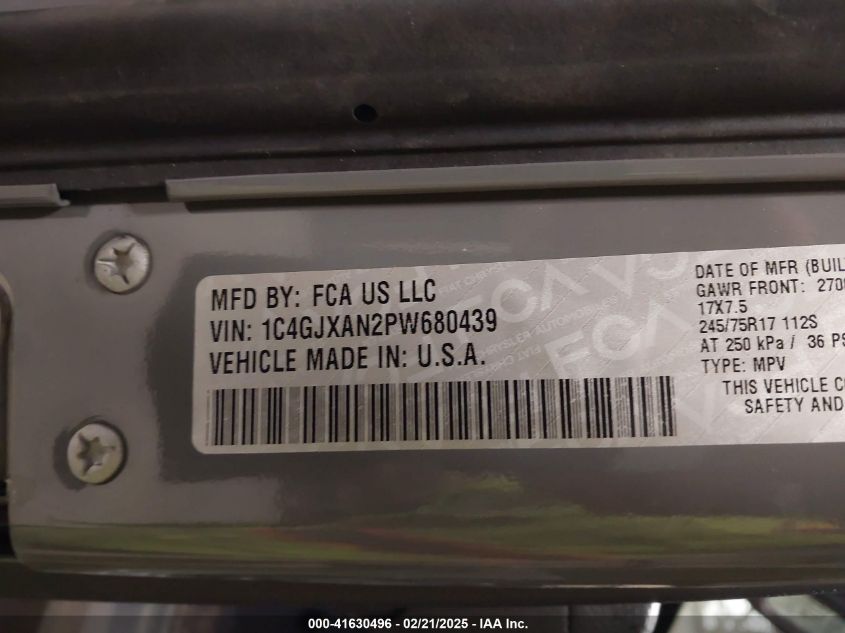 MFD BY: FCA US LLC
VIN: 1C4GJXAN2PW680439
VEHICLE MADE IN: U.S.A.
DATE OF MFR (BUIL
GAWR FRONT: 270
17X7.5
245/75R17 112S
AT 250 kPa / 36 PS
TYPE: MPV
THIS VEHICLE C
SAFETY AND
000-41630496 - 02/21/2025 - IAA Inc.